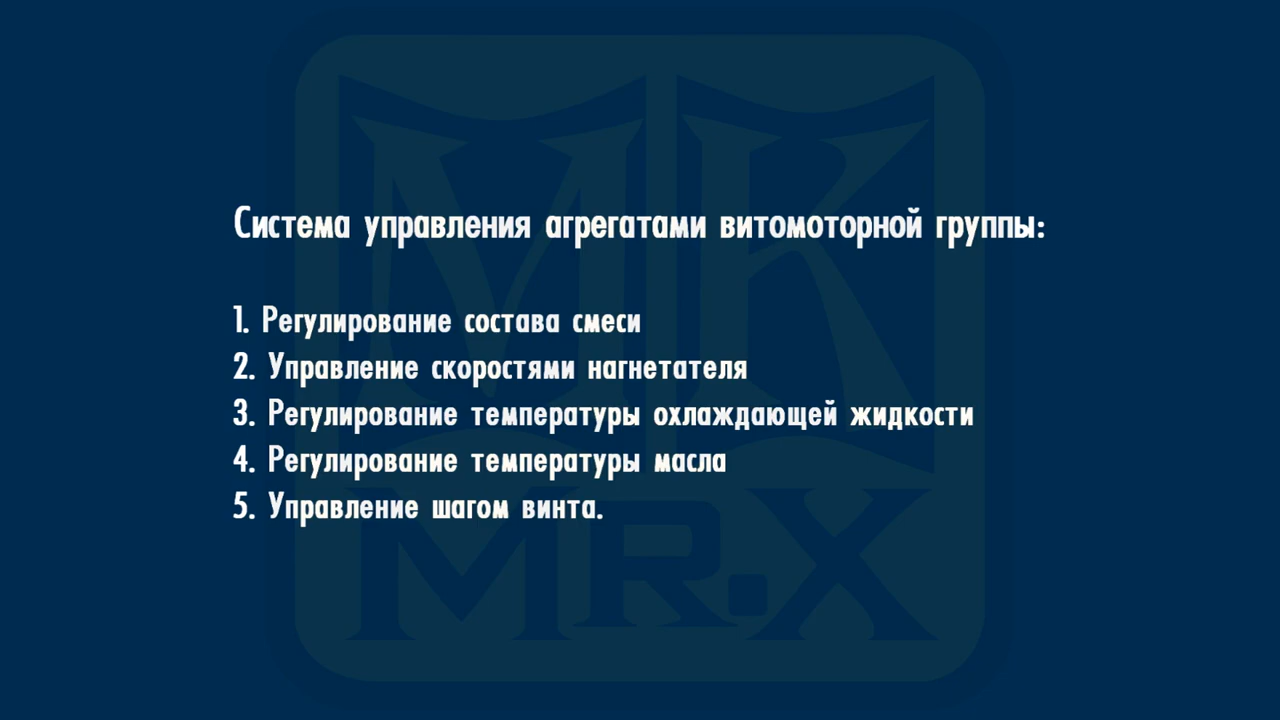 Система управления агрегатами витомоторной группы:
1. Регулирование состава смеси
2. Управление скоростями нагнетателя
3. Регулирование температуры охлаждающей жидкости
4. Регулирование температуры масла
5. Управление шагом винта.
МК
MR.X